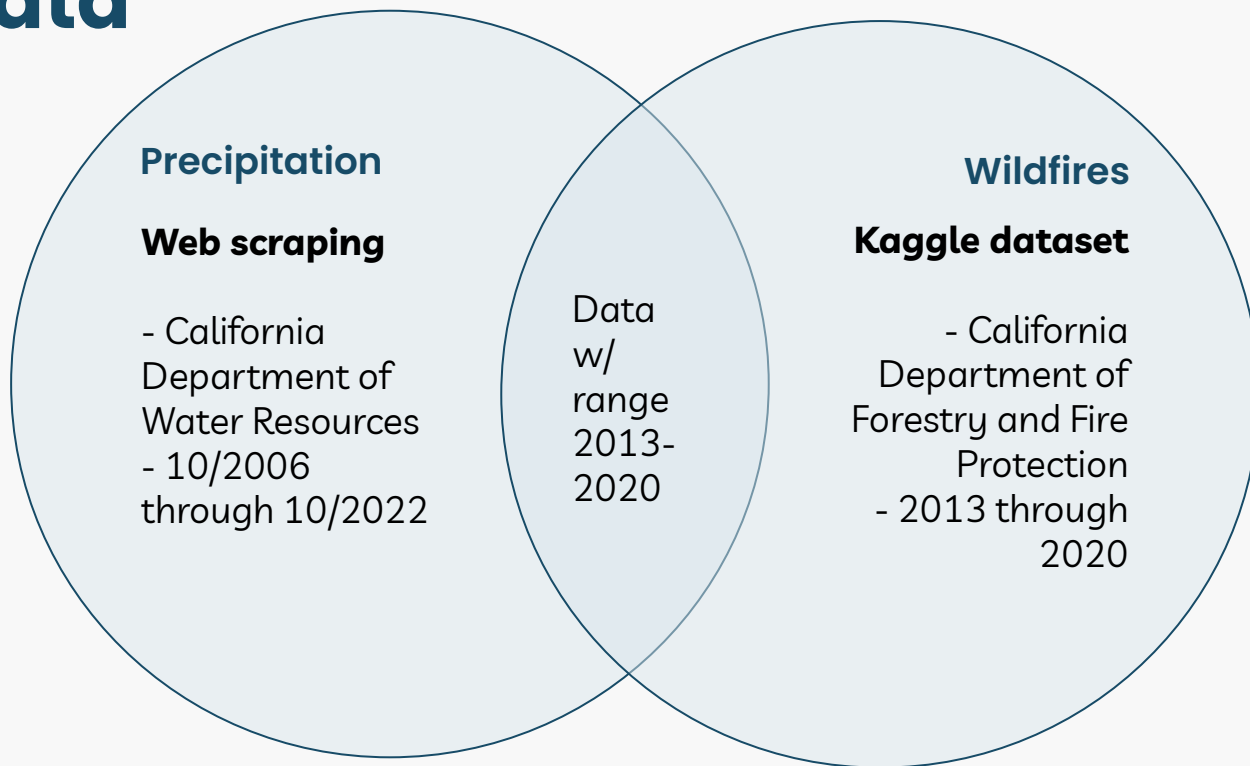 Precipitation
Web scraping
- California
Department of
Water Resources
- 10/2006
through 10/2022
Data
w/
range
2013-
2020
Wildfires
Kaggle dataset
- California
Department of
Forestry and Fire
Protection
- 2013 through
2020